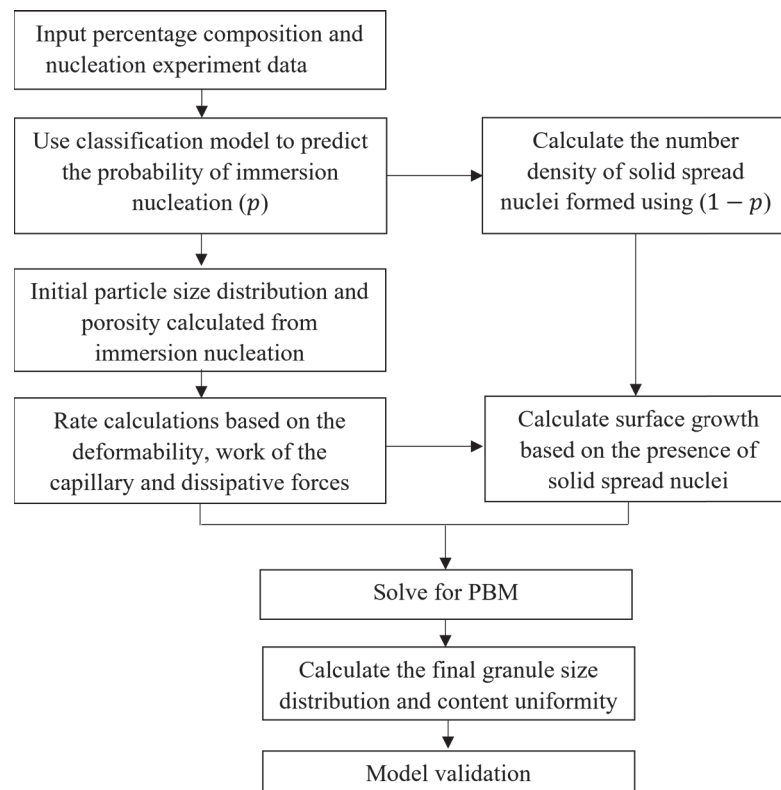 Input percentage composition and
nucleation experiment data
Use classification model to predict
the probability of immersion
nucleation (p)
Calculate the number
density of solid spread
nuclei formed using (1 − p)
Initial particle size distribution and
porosity calculated from
immersion nucleation
Rate calculations based on the
deformability, work of the
capillary and dissipative forces
Calculate surface growth
based on the presence of
solid spread nuclei
Solve for PBM
Calculate the final granule size
distribution and content uniformity
Model validation